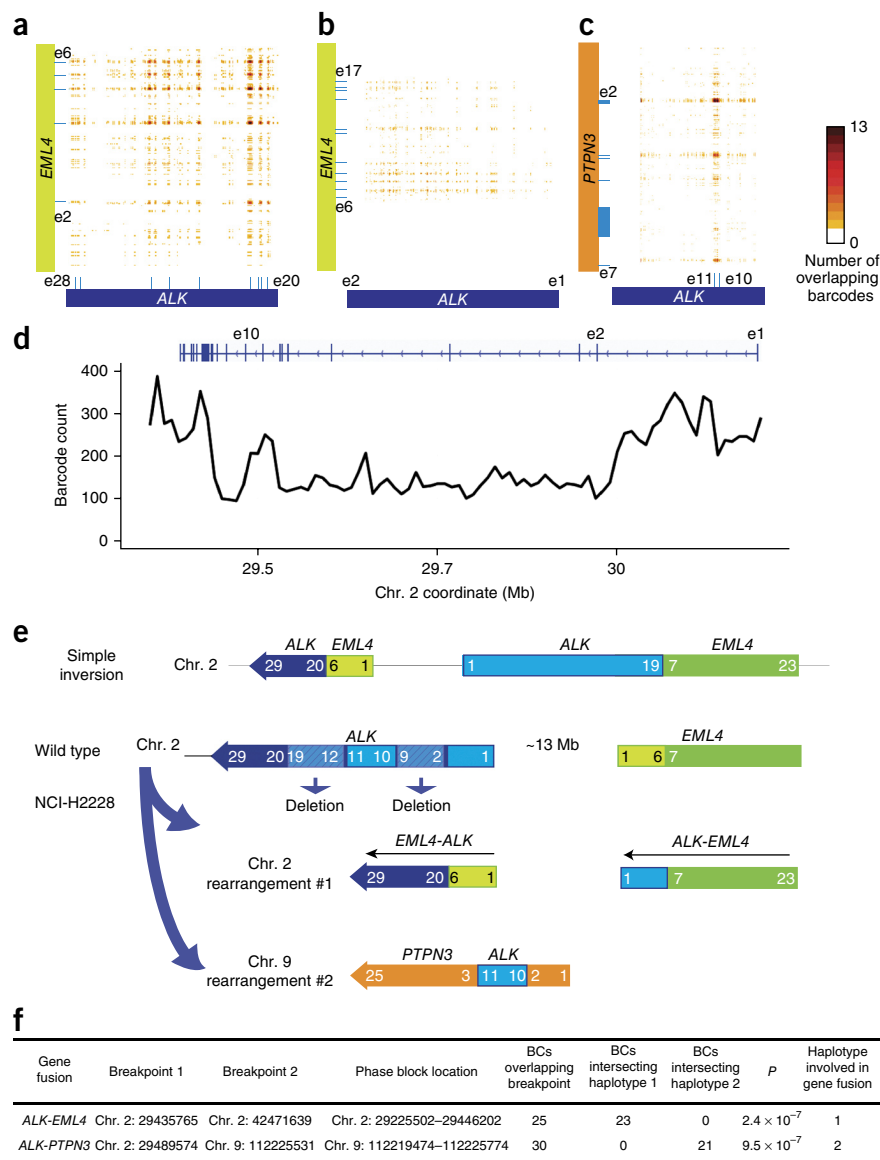 a
b
c
e6
EML4
e2
e28
e20
ALK
e17
EML4
e6
e2
e1
ALK
e2
PTPN3
e7
e11
e10
ALK
13
0
Number of
overlapping
barcodes
d
e10
e2
e1
400
300
200
100
0
Barcode count
29.5
29.7
30
Chr. 2 coordinate (Mb)
e
Simple
inversion
Chr. 2
ALK
EML4
29 20 6 1
ALK
EML4
1 19 7 23
Wild type
Chr. 2
ALK
29 20 19 12 11 10 9 2 1
~13 Mb
EML4
1 6 7
NCI-H2228
Deletion
Deletion
Chr. 2
rearrangement #1
EML4-ALK
29 20 6 1
ALK-EML4
1 7 23
Chr. 9
rearrangement #2
PTPN3
ALK
25 3 11 10 2 1
f
Gene
fusion
Breakpoint 1
Breakpoint 2
Phase block location
BCs
overlapping
breakpoint
BCs
intersecting
haplotype 1
BCs
intersecting
haplotype 2
P
Haplotype
involved in
gene fusion
ALK-EML4 Chr. 2: 29435765 Chr. 2: 42471639 Chr. 2: 29225502–29446202 25 23 0 2.4 × 10⁻⁷ 1
ALK-PTPN3 Chr. 2: 29489574 Chr. 9: 112225531 Chr. 9: 112219474–112225774 30 0 21 9.5 × 10⁻⁷ 2